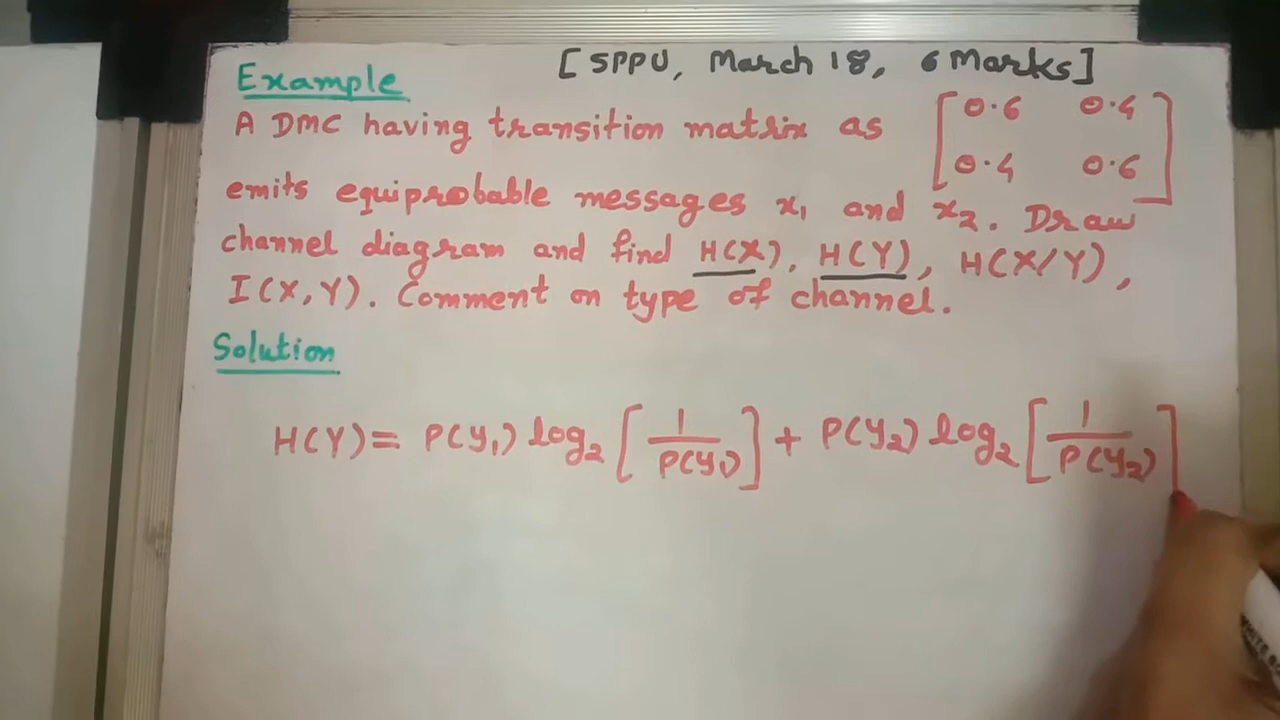 [SPPU, March 18, 6 Marks]
Example
A DMC having transition matrix as [0.6 0.4
0.4 0.6]
emits equiprobable messages x₁ and x₂. Draw
channel diagram and find H(X), H(Y), H(X/Y),
I(X,Y). Comment on type of channel.
Solution
H(Y) = P(y₁) log₂ [1/P(y₁)] + P(y₂) log₂ [1/P(y₂)]